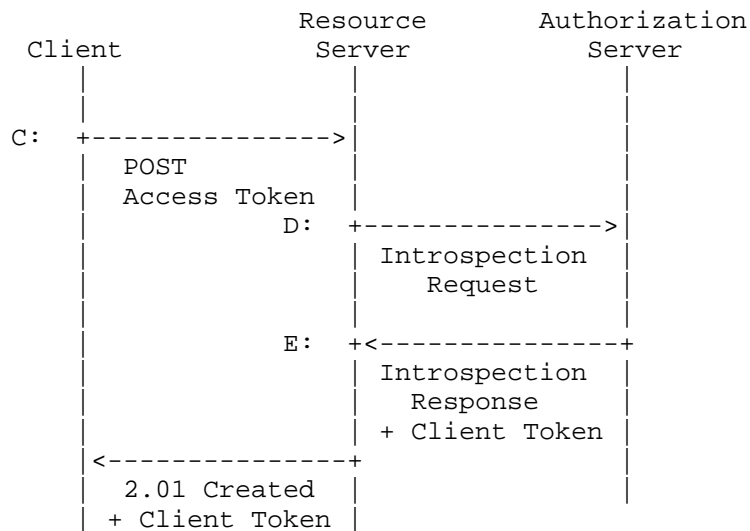 Resource Authorization
Client Server Server
C: +--------------->
POST
Access Token
D: +--------------->
Introspection
Request
E: +<---------------+
Introspection
Response
+ Client Token
<---------------+
2.01 Created
+ Client Token